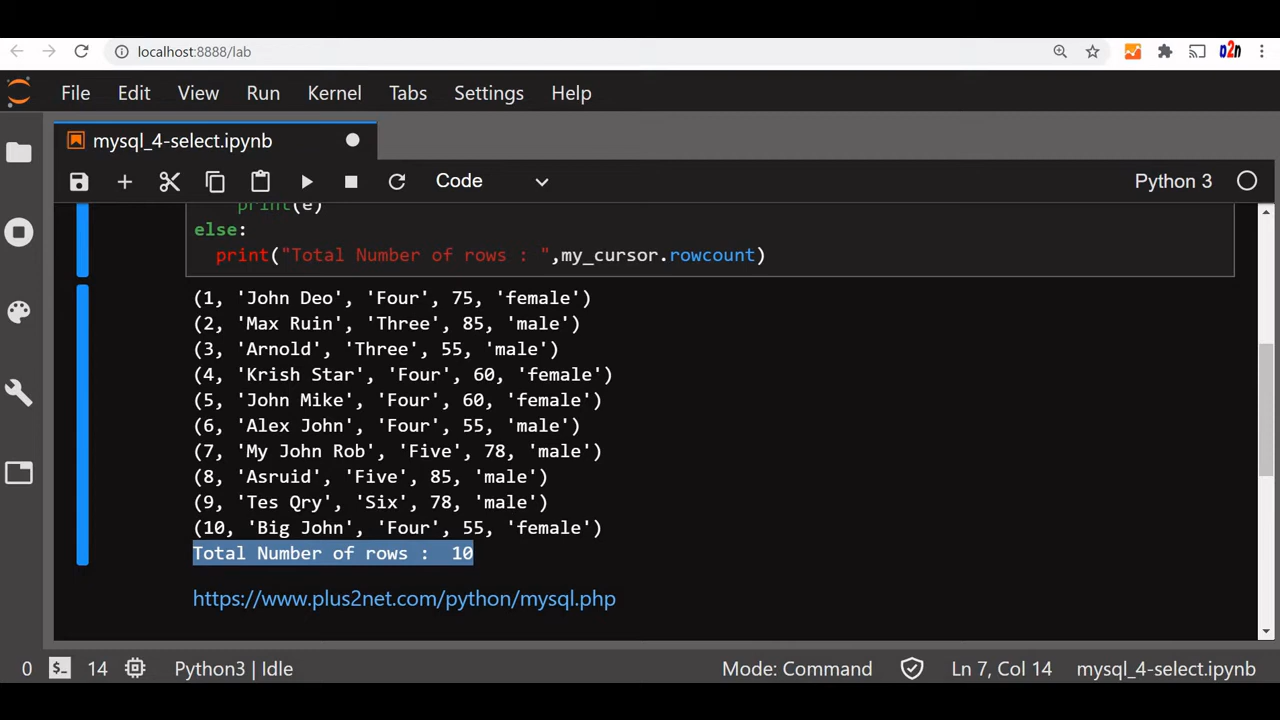 localhost:8888/lab
File Edit View Run Kernel Tabs Settings Help
mysql_4-select.ipynb
Code
Python 3
print(e)
else:
print("Total Number of rows : ",my_cursor.rowcount)
(1, 'John Deo', 'Four', 75, 'female')
(2, 'Max Ruin', 'Three', 85, 'male')
(3, 'Arnold', 'Three', 55, 'male')
(4, 'Krish Star', 'Four', 60, 'female')
(5, 'John Mike', 'Four', 60, 'female')
(6, 'Alex John', 'Four', 55, 'male')
(7, 'My John Rob', 'Five', 78, 'male')
(8, 'Asruid', 'Five', 85, 'male')
(9, 'Tes Qry', 'Six', 78, 'male')
(10, 'Big John', 'Four', 55, 'female')
Total Number of rows :  10
https://www.plus2net.com/python/mysql.php
0 $_ 14 Python3 | Idle Mode: Command Ln 7, Col 14 mysql_4-select.ipynb